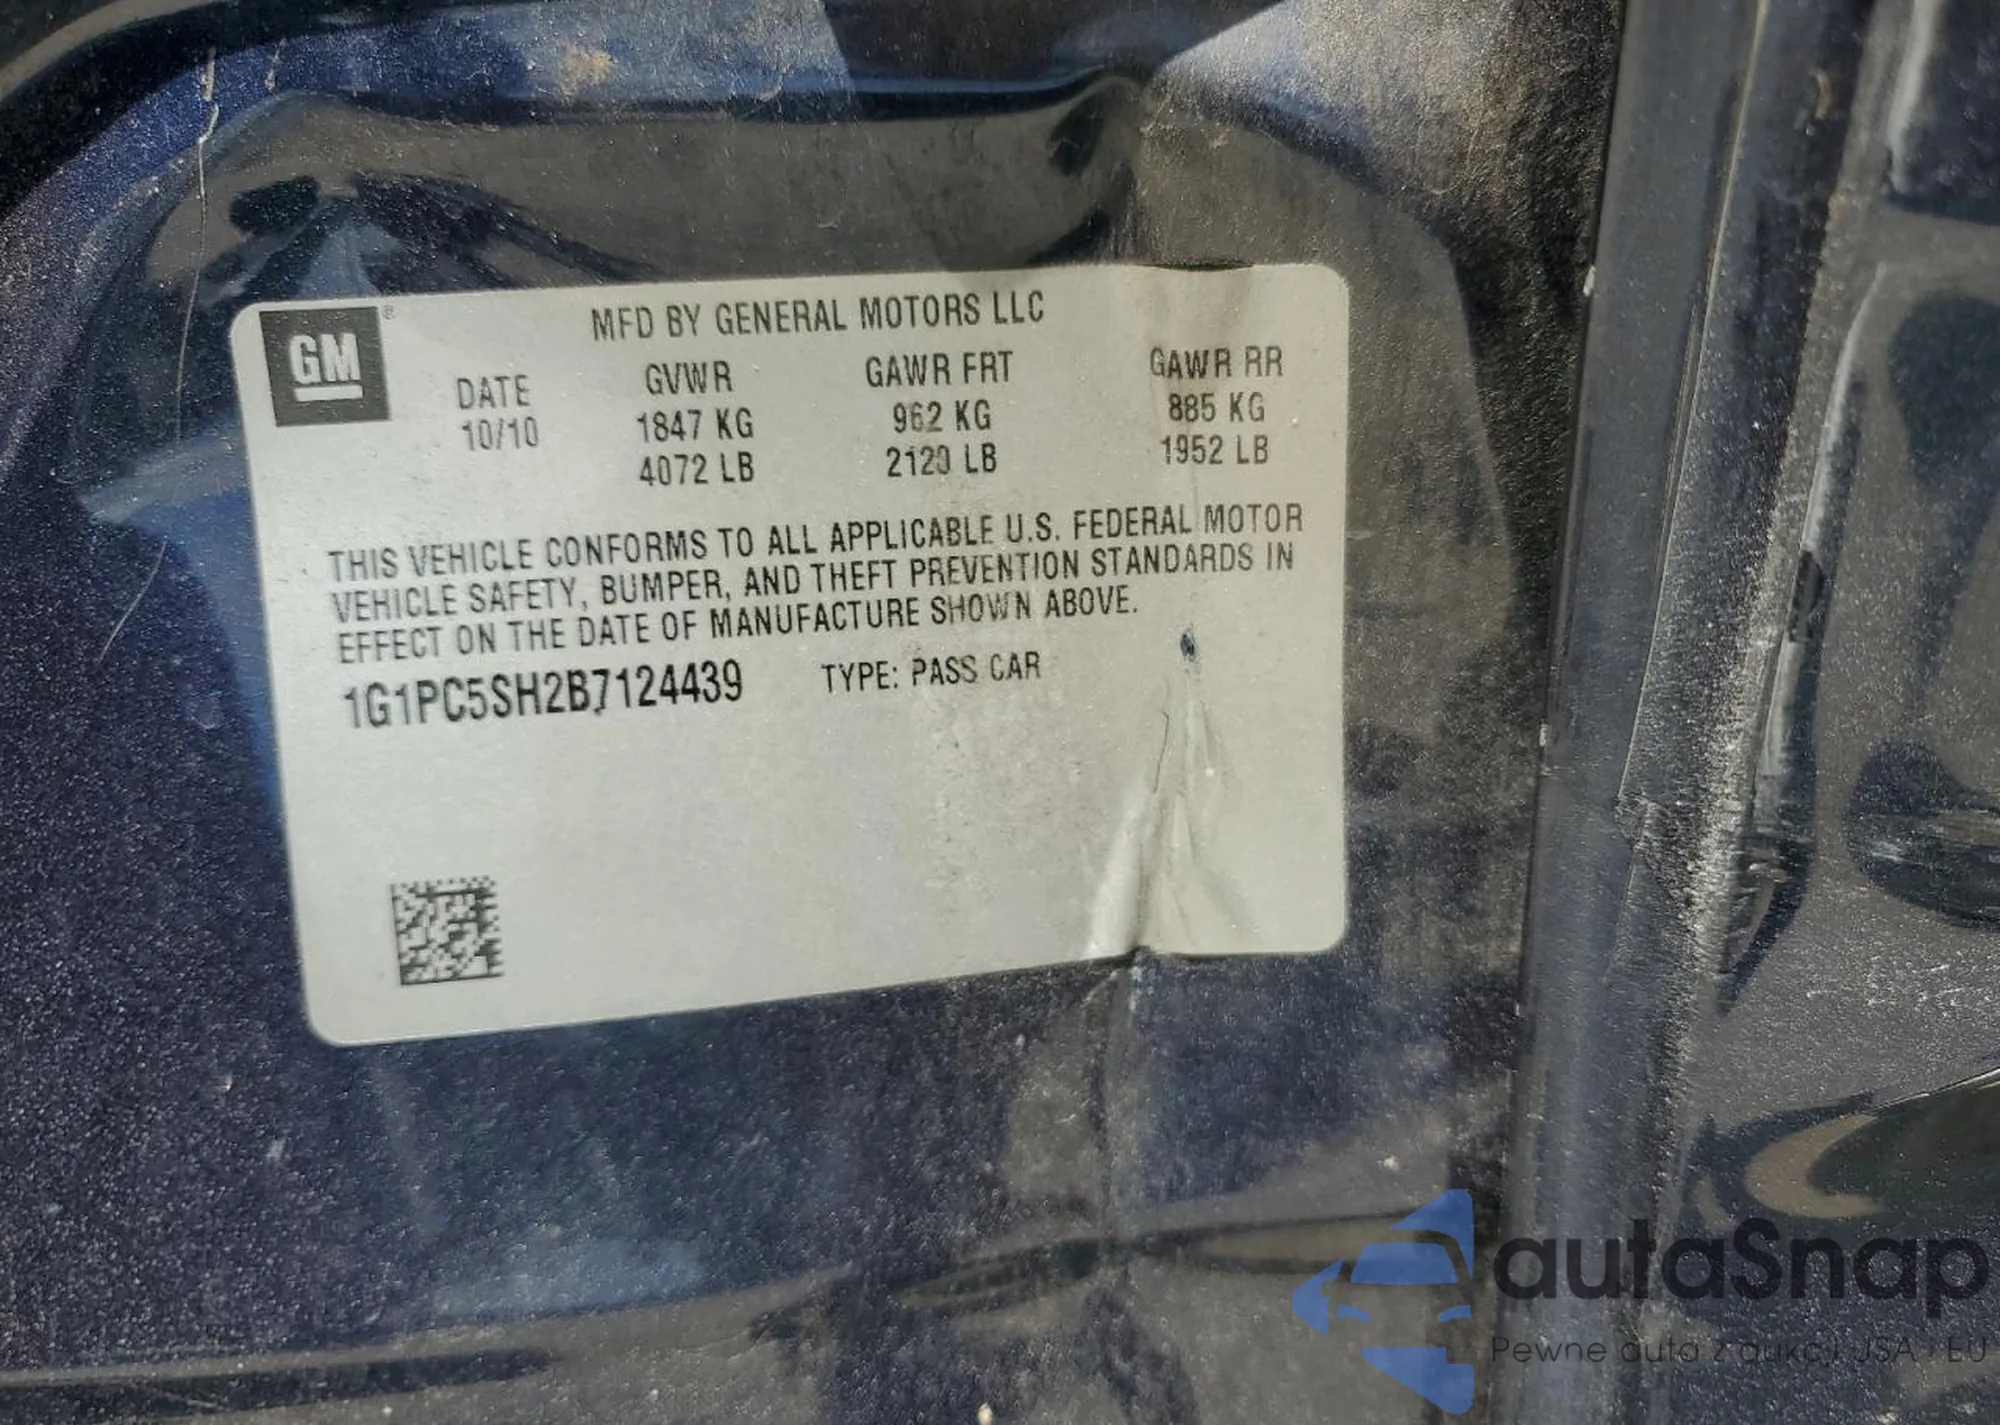 GM
®
MFD BY GENERAL MOTORS LLC
DATE GVWR GAWR FRT GAWR RR
10/10 1847 KG 962 KG 885 KG
4072 LB 2120 LB 1952 LB
THIS VEHICLE CONFORMS TO ALL APPLICABLE U.S. FEDERAL MOTOR
VEHICLE SAFETY, BUMPER, AND THEFT PREVENTION STANDARDS IN
EFFECT ON THE DATE OF MANUFACTURE SHOWN ABOVE.
1G1PC5SH2B7124439 TYPE: PASS CAR
autaSnap
Pewne auta z aukcji USA - EU